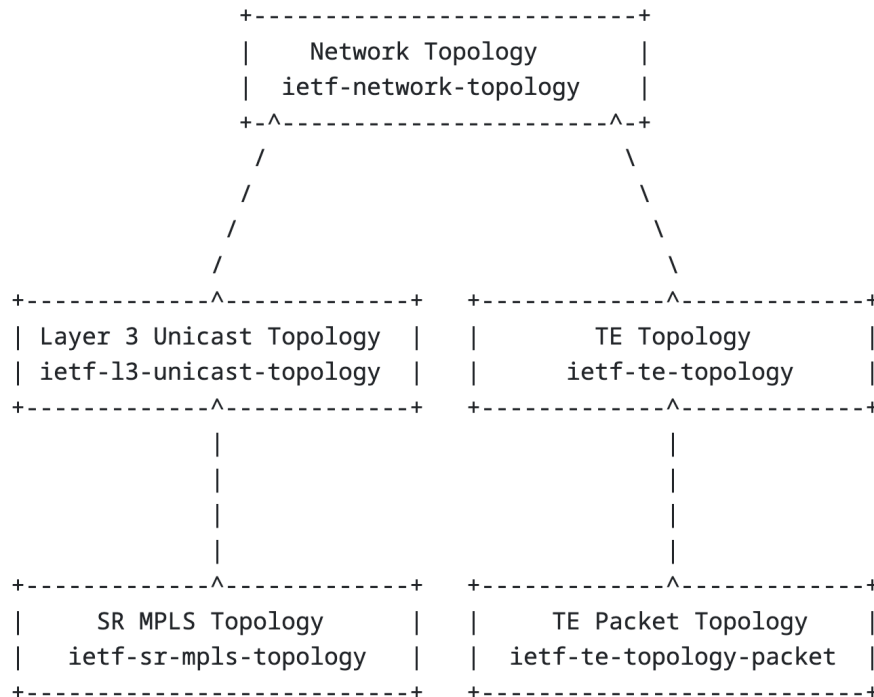 Network Topology
ietf-network-topology
Layer 3 Unicast Topology
ietf-l3-unicast-topology
TE Topology
ietf-te-topology
SR MPLS Topology
ietf-sr-mpls-topology
TE Packet Topology
ietf-te-topology-packet